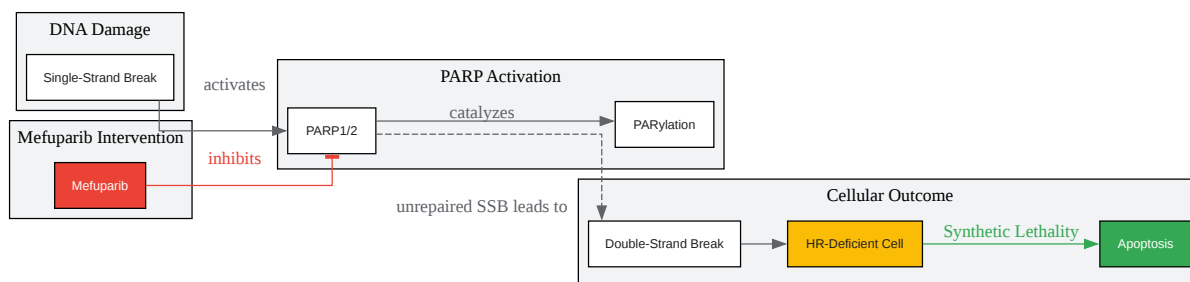 DNA Damage
Single-Strand Break
activates
PARP Activation
PARP1/2
catalyzes
PARylation
Mefuparib Intervention
Mefuparib
inhibits
unrepaired SSB leads to
Cellular Outcome
Double-Strand Break
HR-Deficient Cell
Synthetic Lethality
Apoptosis